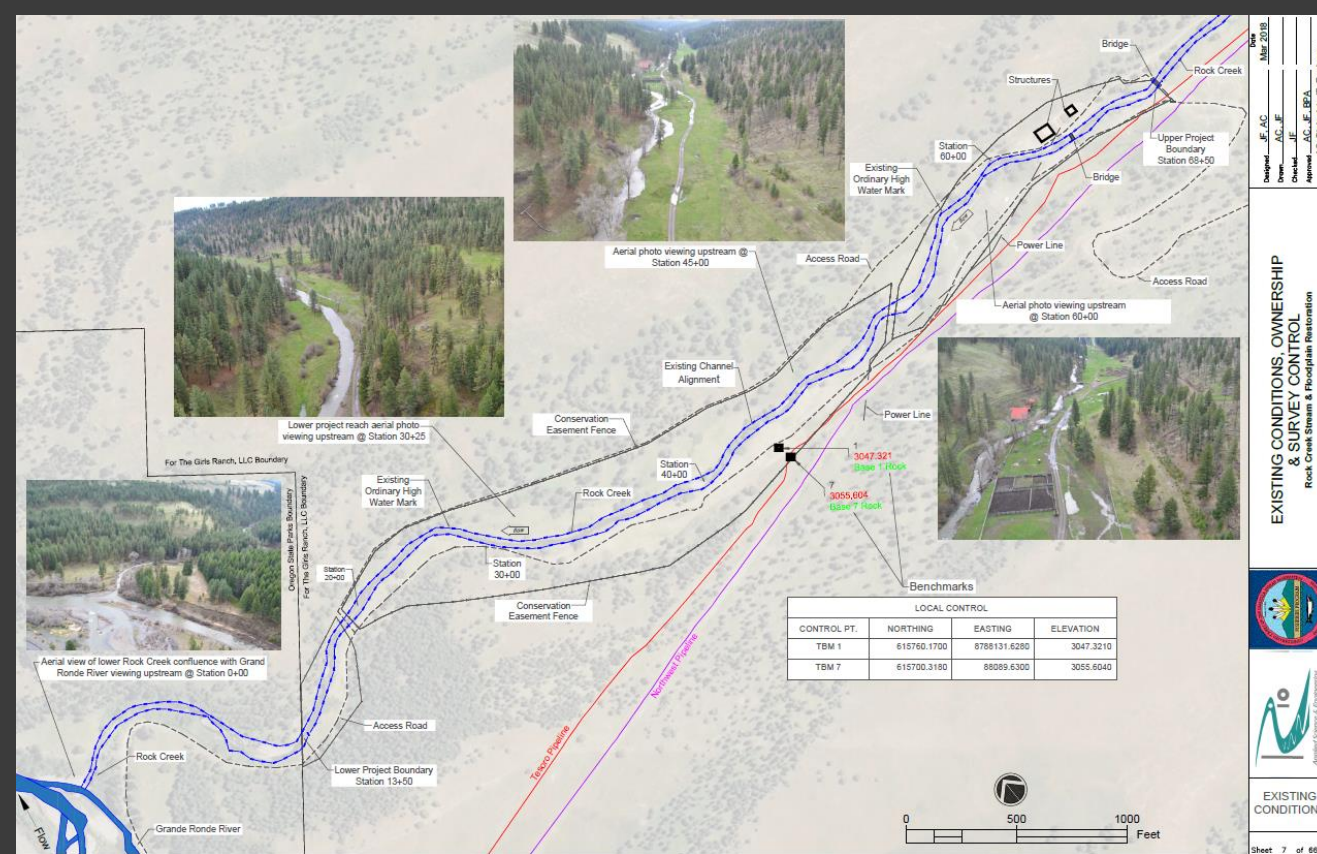 Bridge
Rock Creek
Structures
Upper Project
Boundary
Station 68+50
Station
60+00
Existing
Ordinary High
Water Mark
Bridge
Flow
Aerial photo viewing upstream @
Station 45+00
Access Road
Power Line
Access Road
Aerial photo viewing upstream
@ Station 60+00
Existing Channel
Alignment
Power Line
Lower project reach aerial photo
viewing upstream @ Station 30+25
Conservation
Easement Fence
1
3047.321
Base 1 Rock
7
3055.604
Base 7 Rock
For The Girls Ranch, LLC Boundary
Station
40+00
Existing
Ordinary High
Water Mark
Rock Creek
Flow
Oregon State Parks Boundary
For The Girls Ranch, LLC Boundary
Station
20+00
Station
30+00
Benchmarks
Conservation
Easement Fence
LOCAL CONTROL
CONTROL PT. NORTHING EASTING ELEVATION
TBM 1 615760.1700 8788131.6280 3047.3210
TBM 7 615700.3180 88089.6300 3055.6040
Aerial view of lower Rock Creek confluence with Grand
Ronde River viewing upstream @ Station 0+00
Northwest Pipeline
Tesoro Pipeline
Access Road
Rock Creek
Lower Project Boundary
Station 13+50
Grande Ronde River
Flow
0 500 1000
Feet
Date
Mar 2018
Designed JF, AC
Drawn AC, JF
Checked JF
Approved AC, JF, BPA
EXISTING CONDITIONS, OWNERSHIP
& SURVEY CONTROL
Rock Creek Stream & Floodplain Restoration
EXISTING
CONDITION
Sheet 7 of 66